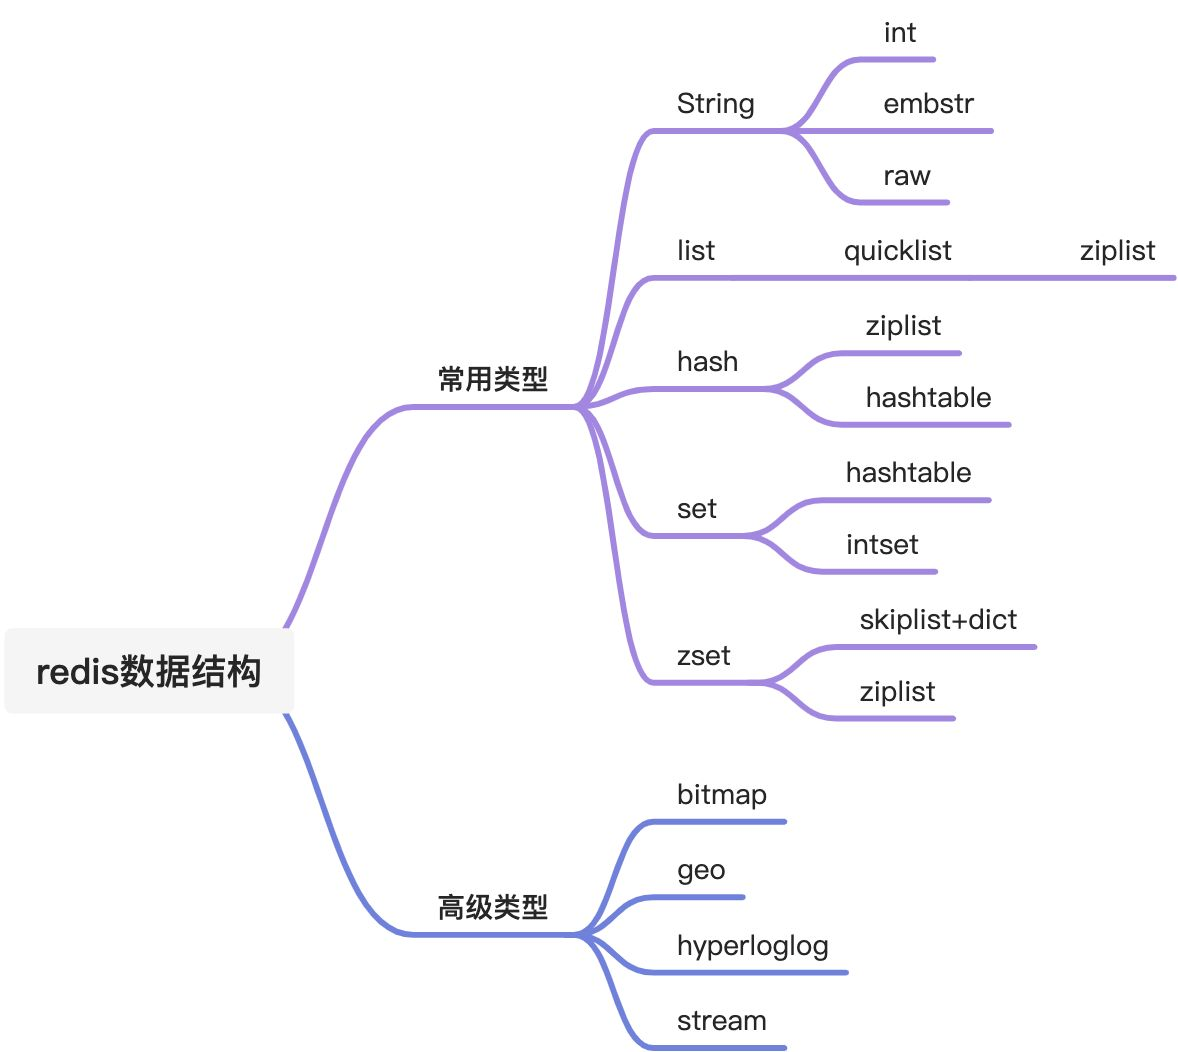 redis数据结构
常用类型
String
int
embstr
raw
list
quicklist
ziplist
hash
ziplist
hashtable
set
hashtable
intset
zset
skiplist+dict
ziplist
高级类型
bitmap
geo
hyperloglog
stream